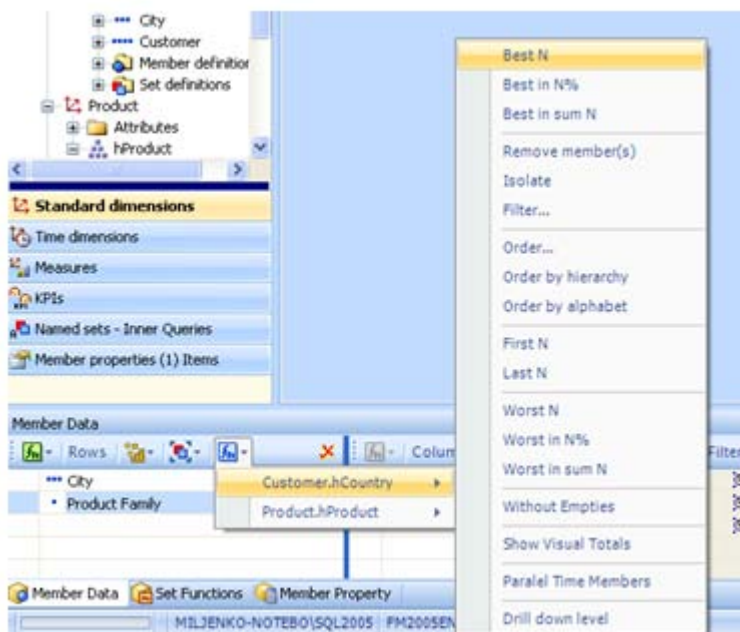 City
Customer
Member definition
Set definitions
Product
Attributes
hProduct
Standard dimensions
Time dimensions
Measures
KPIs
Named sets - Inner Queries
Member properties (1) Items
Member Data
Rows
Colum
Filter
City
Product Family
Customer.hCountry
Product.hProduct
Best N
Best in N%
Best in sum N
Remove member(s)
Isolate
Filter...
Order...
Order by hierarchy
Order by alphabet
First N
Last N
Worst N
Worst in N%
Worst in sum N
Without Empties
Show Visual Totals
Paralel Time Members
Drill down level
Member Data Set Functions Member Property
MILJENKO-NOTEBO\SQL2005 FM2005EN